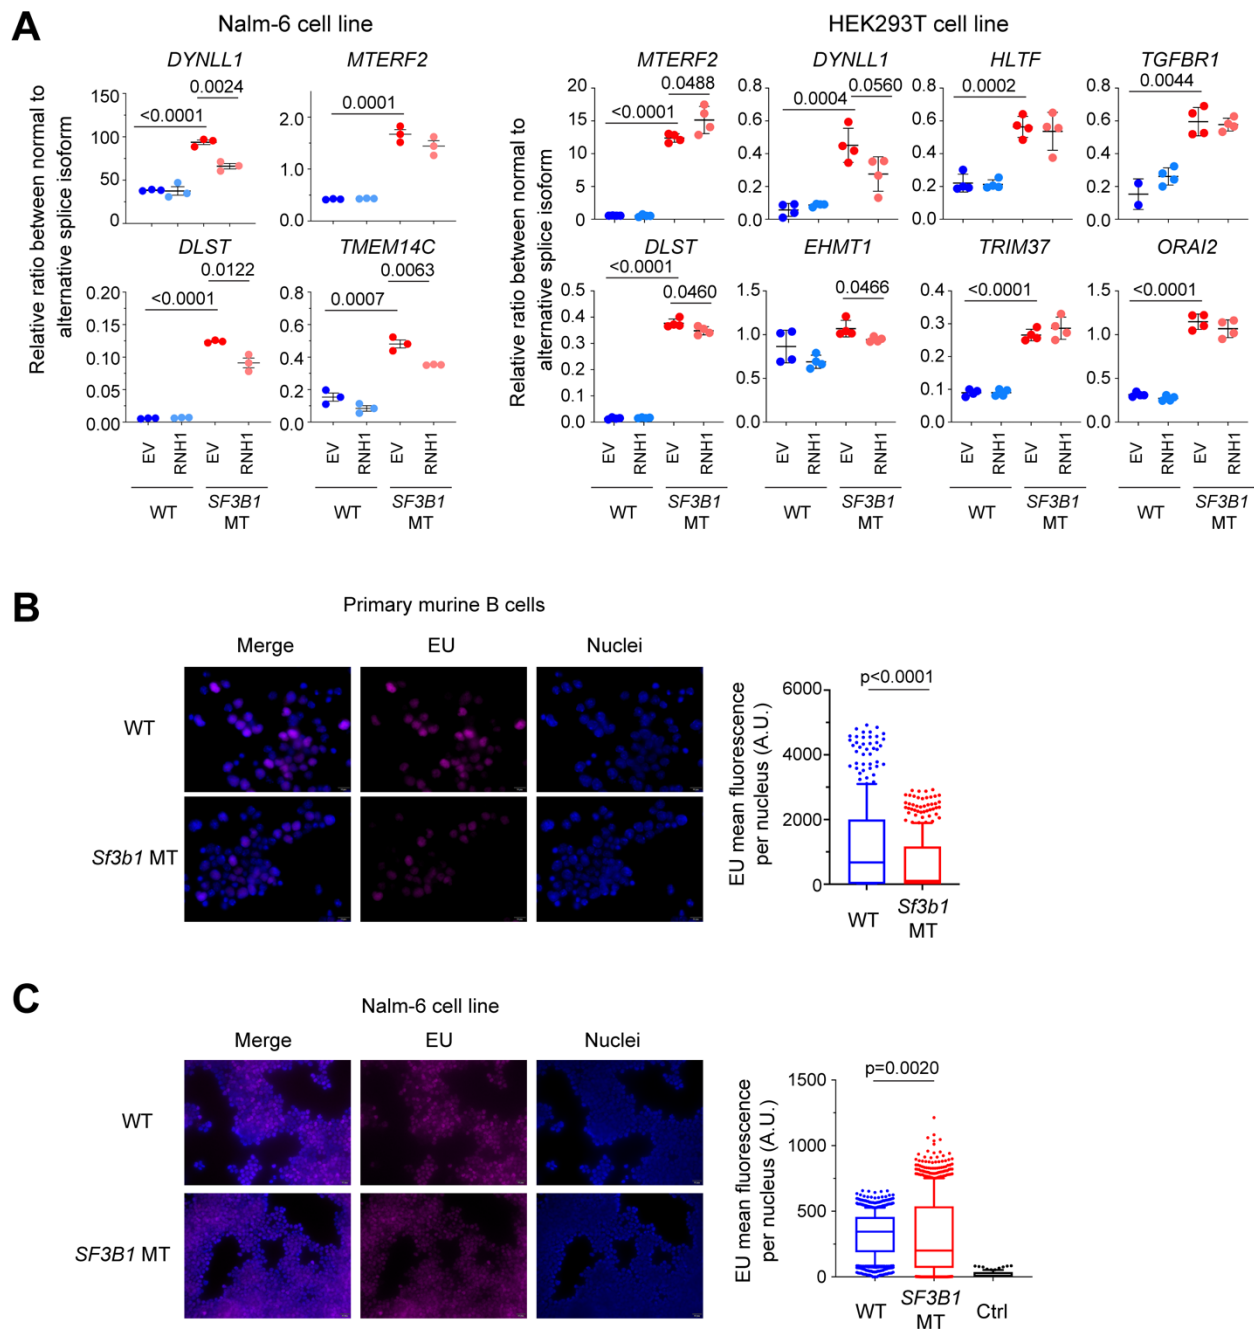 A
Nalm-6 cell line
HEK293T cell line
Relative ratio between normal to
alternative splice isoform
DYNLL1
<0.0001
0.0024
100
75
50
25
0
MTERF2
0.0001
2.0
1.0
0.0
DLST
<0.0001
0.0122
0.20
0.15
0.10
0.05
0.00
TMEM14C
0.0007
0.0063
0.8
0.6
0.4
0.2
0.0
EV
RNH1
EV
RNH1
WT
SF3B1
MT
EV
RNH1
EV
RNH1
WT
SF3B1
MT
Relative ratio between normal to
alternative splice isoform
MTERF2
<0.0001
0.0488
20
15
10
5
0
DYNLL1
0.0004
0.0560
0.8
0.6
0.4
0.2
0.0
HLTF
0.0002
0.8
0.6
0.4
0.2
0.0
TGFBR1
0.0044
0.8
0.6
0.4
0.2
0.0
DLST
<0.0001
0.0460
0.5
0.4
0.3
0.2
0.1
0.0
EHMT1
0.0466
1.5
1.0
0.5
0.0
TRIM37
<0.0001
0.4
0.3
0.2
0.1
0.0
ORAI2
<0.0001
1.5
1.0
0.5
0.0
EV
RNH1
EV
RNH1
WT
SF3B1
MT
EV
RNH1
EV
RNH1
WT
SF3B1
MT
EV
RNH1
EV
RNH1
WT
SF3B1
MT
EV
RNH1
EV
RNH1
WT
SF3B1
MT
B
Primary murine B cells
Merge
EU
Nuclei
WT
Sf3b1 MT
EU mean fluorescence
per nucleus (A.U.)
p<0.0001
6000
4000
2000
0
WT
Sf3b1
MT
C
Nalm-6 cell line
Merge
EU
Nuclei
WT
SF3B1 MT
EU mean fluorescence
per nucleus (A.U.)
p=0.0020
1500
1000
500
0
WT
SF3B1
MT
Ctrl